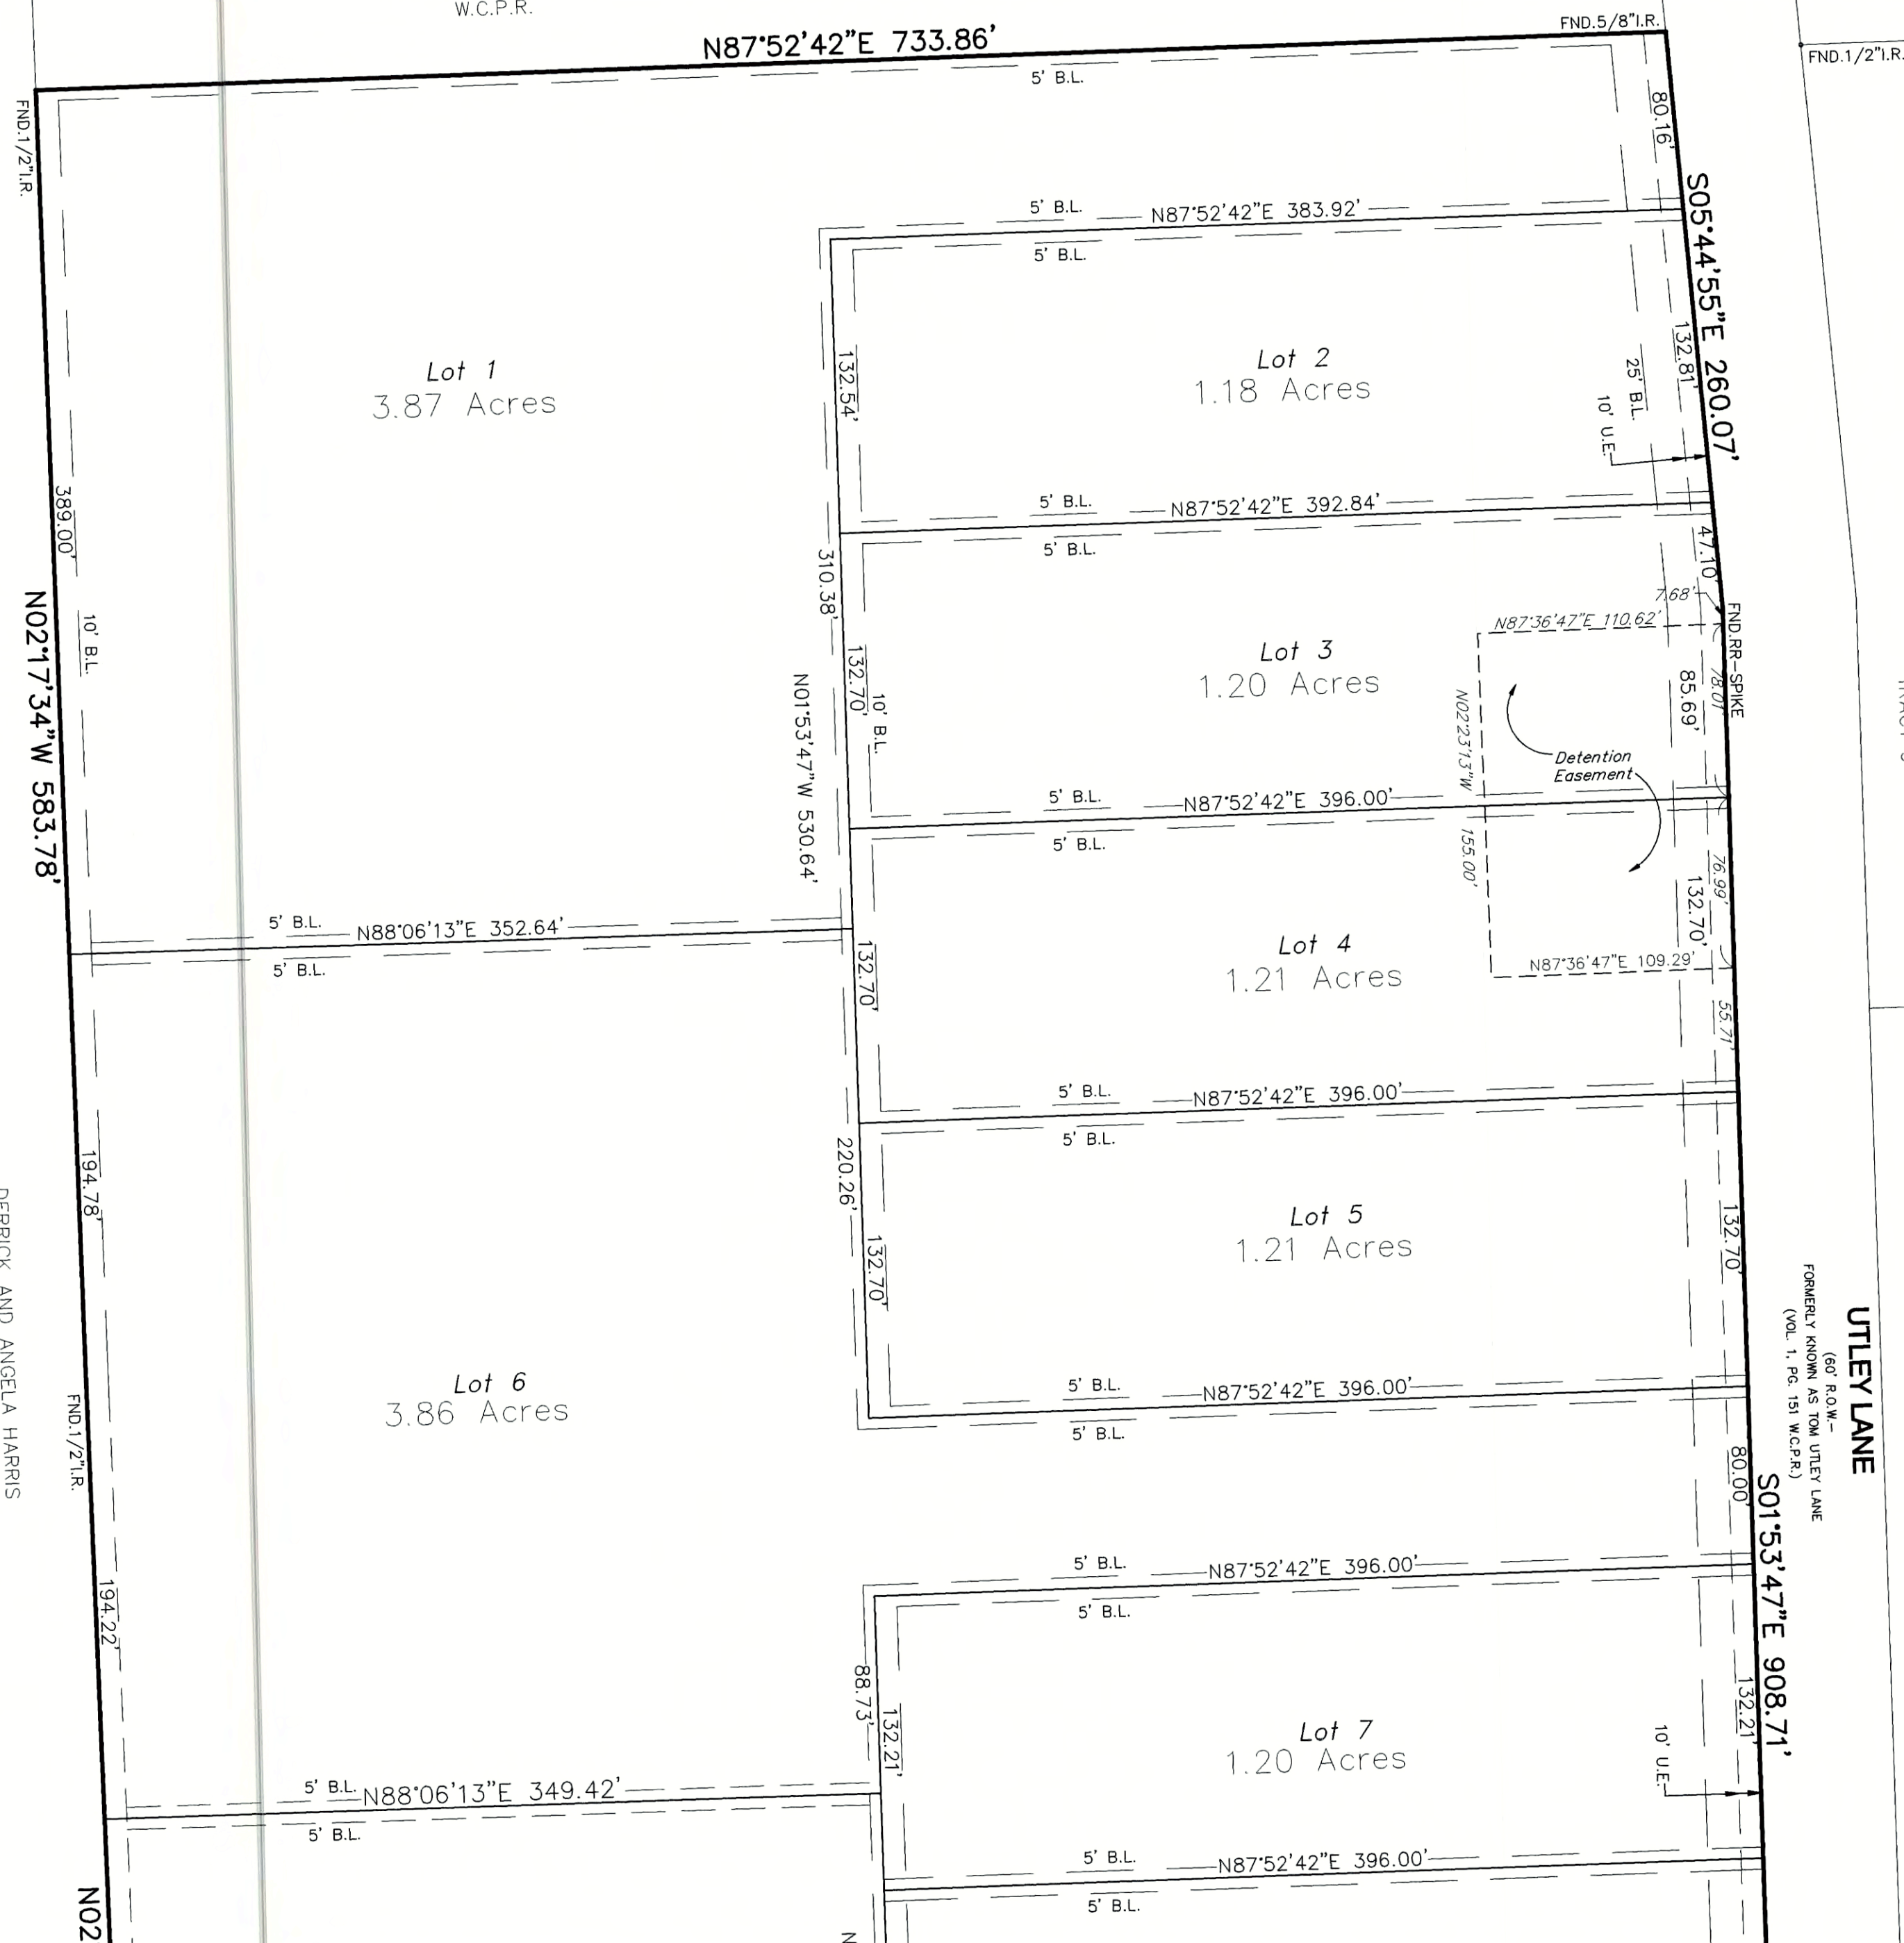 W.C.P.R.
N87°52'42"E 733.86'
FND.5/8"I.R.
FND.1/2"I.R.
FND.1/2"I.R.
5' B.L.
80.16'
S05°44'55"E 260.07'
5' B.L.
N87°52'42"E 383.92'
5' B.L.
Lot 1
3.87 Acres
132.54'
Lot 2
1.18 Acres
132.81'
25' B.L.
10' U.E.
389.00'
10' B.L.
N02°17'34"W 583.78'
5' B.L.
N87°52'42"E 392.84'
5' B.L.
310.38'
47.10'
7.68'
FND.RR-SPIKE
N87°36'47"E 110.62'
132.70'
10' B.L.
Lot 3
1.20 Acres
N02°23'13"W 155.00'
78.01'
85.69'
Detention
Easement
N01°53'47"W 530.64'
5' B.L.
N87°52'42"E 396.00'
5' B.L.
76.99'
132.70'
5' B.L.
N88°06'13"E 352.64'
5' B.L.
132.70'
Lot 4
1.21 Acres
N87°36'47"E 109.29'
55.71'
5' B.L.
N87°52'42"E 396.00'
5' B.L.
194.78'
220.26'
132.70'
Lot 5
1.21 Acres
132.70'
UTLEY LANE
(60' R.O.W.-
FORMERLY KNOWN AS TOM UTLEY LANE
(VOL. 1, PG. 151 W.C.P.R.)
DERRICK AND ANGELA HARRIS
FND.1/2"I.R.
Lot 6
3.86 Acres
5' B.L.
N87°52'42"E 396.00'
5' B.L.
80.00'
S01°53'47"E 908.71'
194.22'
5' B.L.
N87°52'42"E 396.00'
5' B.L.
88.73'
132.21'
Lot 7
1.20 Acres
132.21'
10' U.E.
5' B.L.
N88°06'13"E 349.42'
5' B.L.
5' B.L.
N87°52'42"E 396.00'
5' B.L.
N02
N